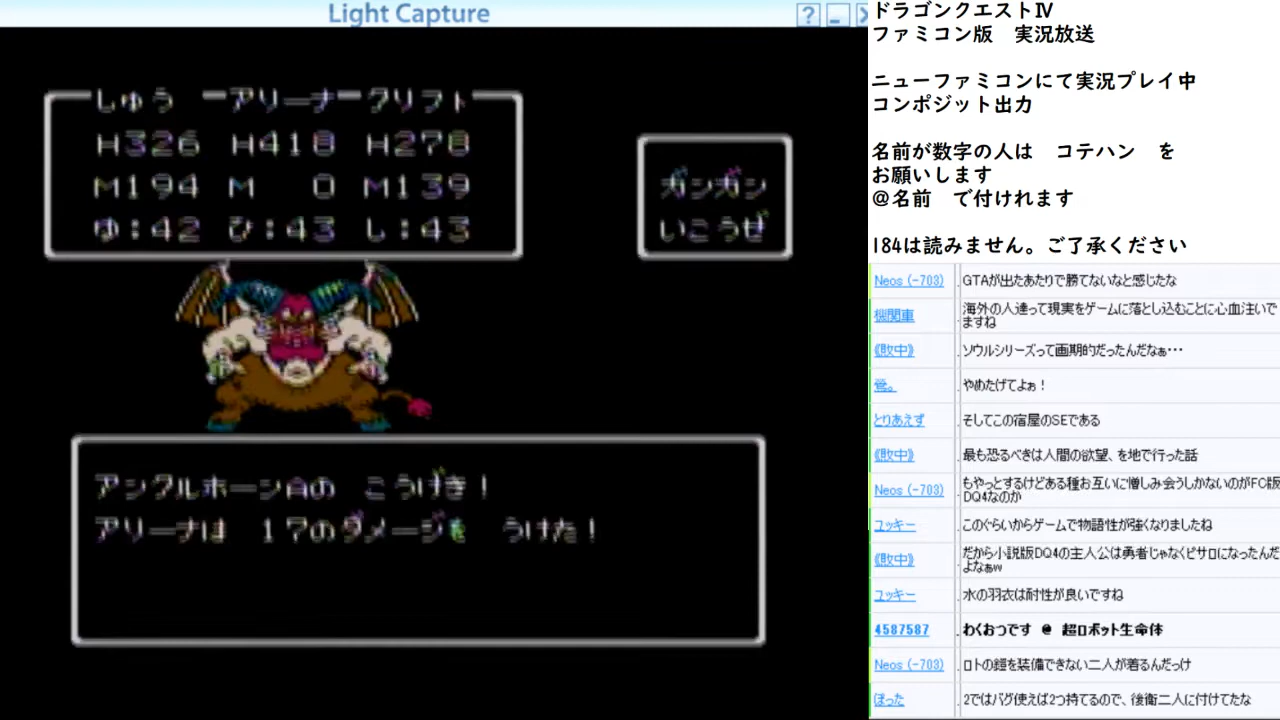 Light Capture
しゅう アリーナ クリフト
H326 H418 H278
M194 M 0 M139
ゆ:42 ひ:43 し:43
ガンガン
いこうぜ
アンクルホーンAの こうげき！
アリーナは 17のダメージを うけた！
ドラゴンクエストⅣ
ファミコン版 実況放送
ニューファミコンにて実況プレイ中
コンポジット出力
名前が数字の人は コテハン を
お願いします
@名前 で付けれます
184は読みません。ご了承ください
Neos (-703) GTAが出たあたりで勝てないなと感じたな
機関車 海外の人達って現実をゲームに落とし込むことに心血注いで
ますね
《敗中》 ソウルシリーズって画期的だったんだなぁ…
やめたげてよぉ！
とりあえず そしてこの宿屋のSEである
《敗中》 最も恐るべきは人間の欲望、を地で行った話
Neos (-703) もやっとするけどある種お互いに憎しみ会うしかないのがFC版
DQ4なのか
ユッキー このぐらいからゲームで物語性が強くなりましたね
《敗中》 だから小説版DQ4の主人公は勇者じゃなくピサロになったんだ
よなぁw
ユッキー 水の羽衣は耐性が良いですね
4587587 わくおつです @ 超ロボット生命体
Neos (-703) ロトの鎧を装備できない二人が着るんだっけ
ぽった 2ではバグ使えば2つ持てるので、後衛二人に付けてたな